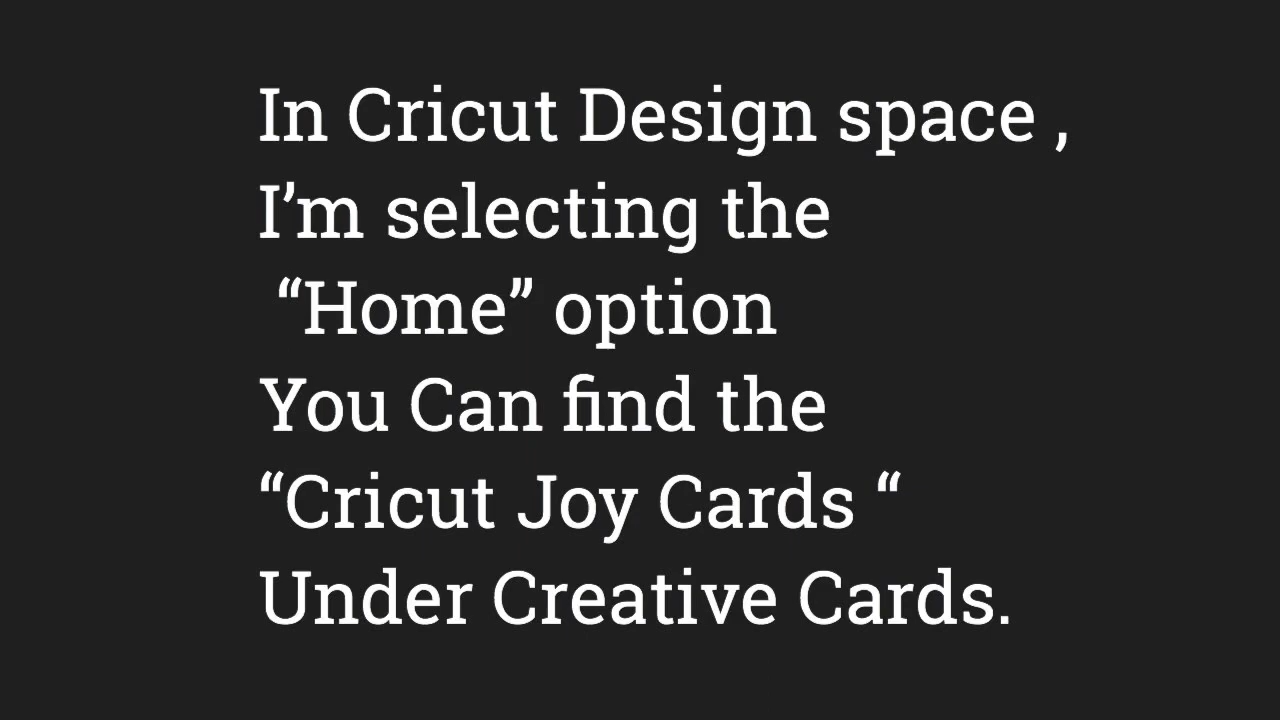 In Cricut Design space ,
I’m selecting the
“Home” option
You Can find the
“Cricut Joy Cards “
Under Creative Cards.